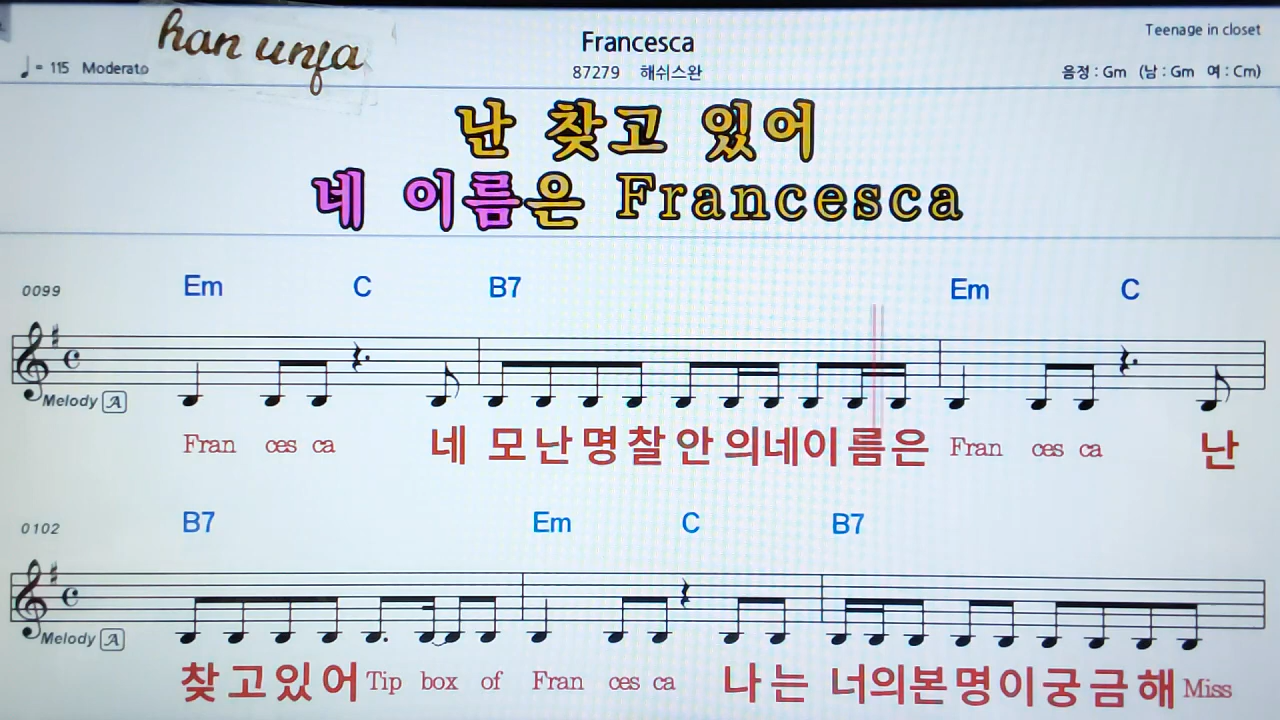 han unfa
Francesca
Teenage in closet
♩= 115 Moderato
87279 해쉬스완
음정 : Gm (남 : Gm 여 : Cm)
난 찾고 있어
네 이름은 Francesca
0099 Em C B7 Em C
Melody A
Fran ces ca 네 모난명찰안의네이름은 Fran ces ca 난
0102 B7 Em C B7
Melody A
찾고있어 Tip box of Fran ces ca 나는 너의본명이궁금해 Miss